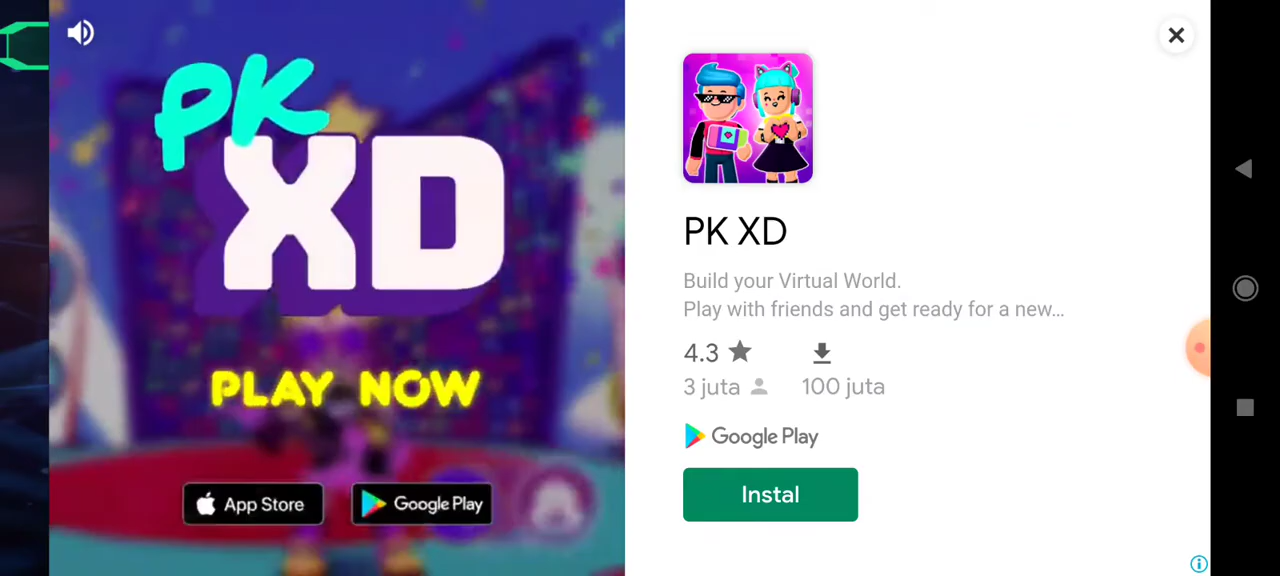 PK
XD
PLAY NOW
App Store
Google Play
PK XD
Build your Virtual World.
Play with friends and get ready for a new...
4.3
3 juta
100 juta
Google Play
Instal